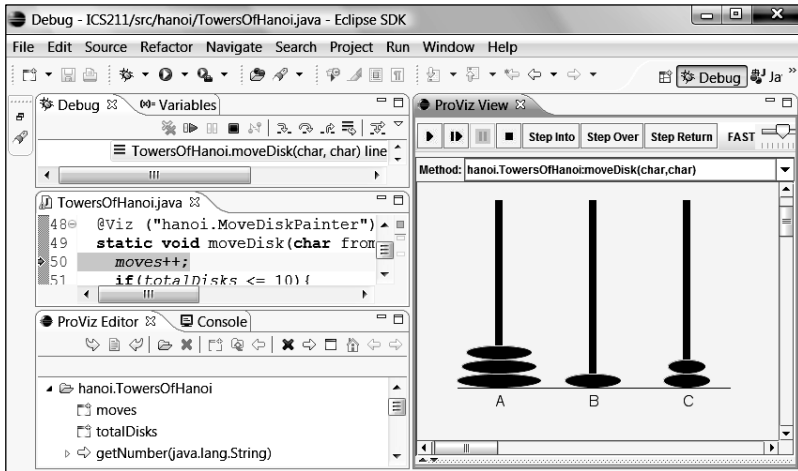 Debug - ICS211/src/hanoi/TowersOfHanoi.java - Eclipse SDK
File Edit Source Refactor Navigate Search Project Run Window Help
Debug Ja
Debug Variables
TowersOfHanoi.moveDisk(char, char) line
TowersOfHanoi.java
48 @Viz ("hanoi.MoveDiskPainter")
49 static void moveDisk(char from
50 moves++;
51 if(totalDisks <= 10){
ProViz Editor Console
hanoi.TowersOfHanoi
moves
totalDisks
getNumber(java.lang.String)
ProViz View
Step Into Step Over Step Return FAST
Method: hanoi.TowersOfHanoi:moveDisk(char,char)
A B C